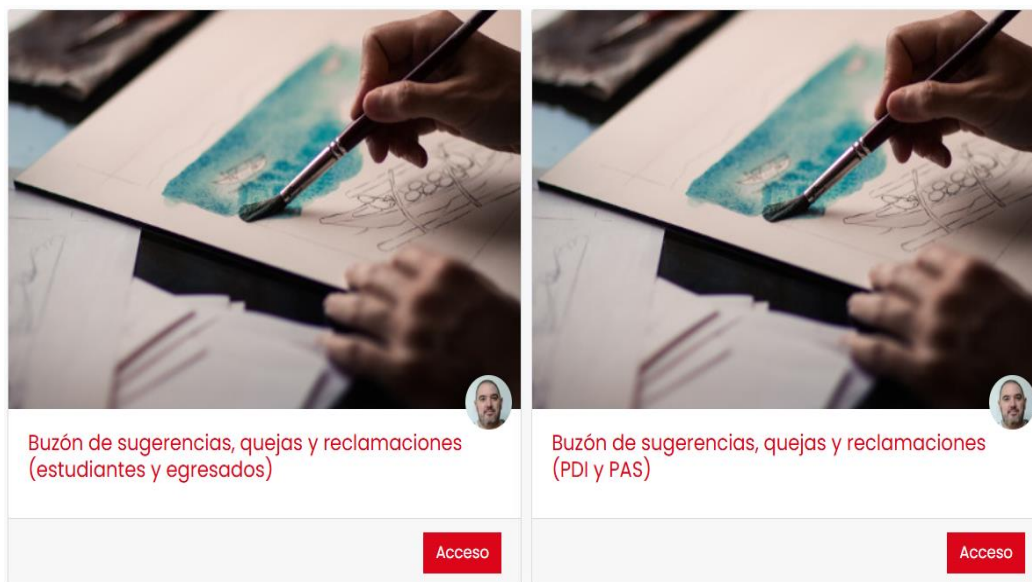 Buzón de sugerencias, quejas y reclamaciones
(estudiantes y egresados)
Acceso
Buzón de sugerencias, quejas y reclamaciones
(PDI y PAS)
Acceso